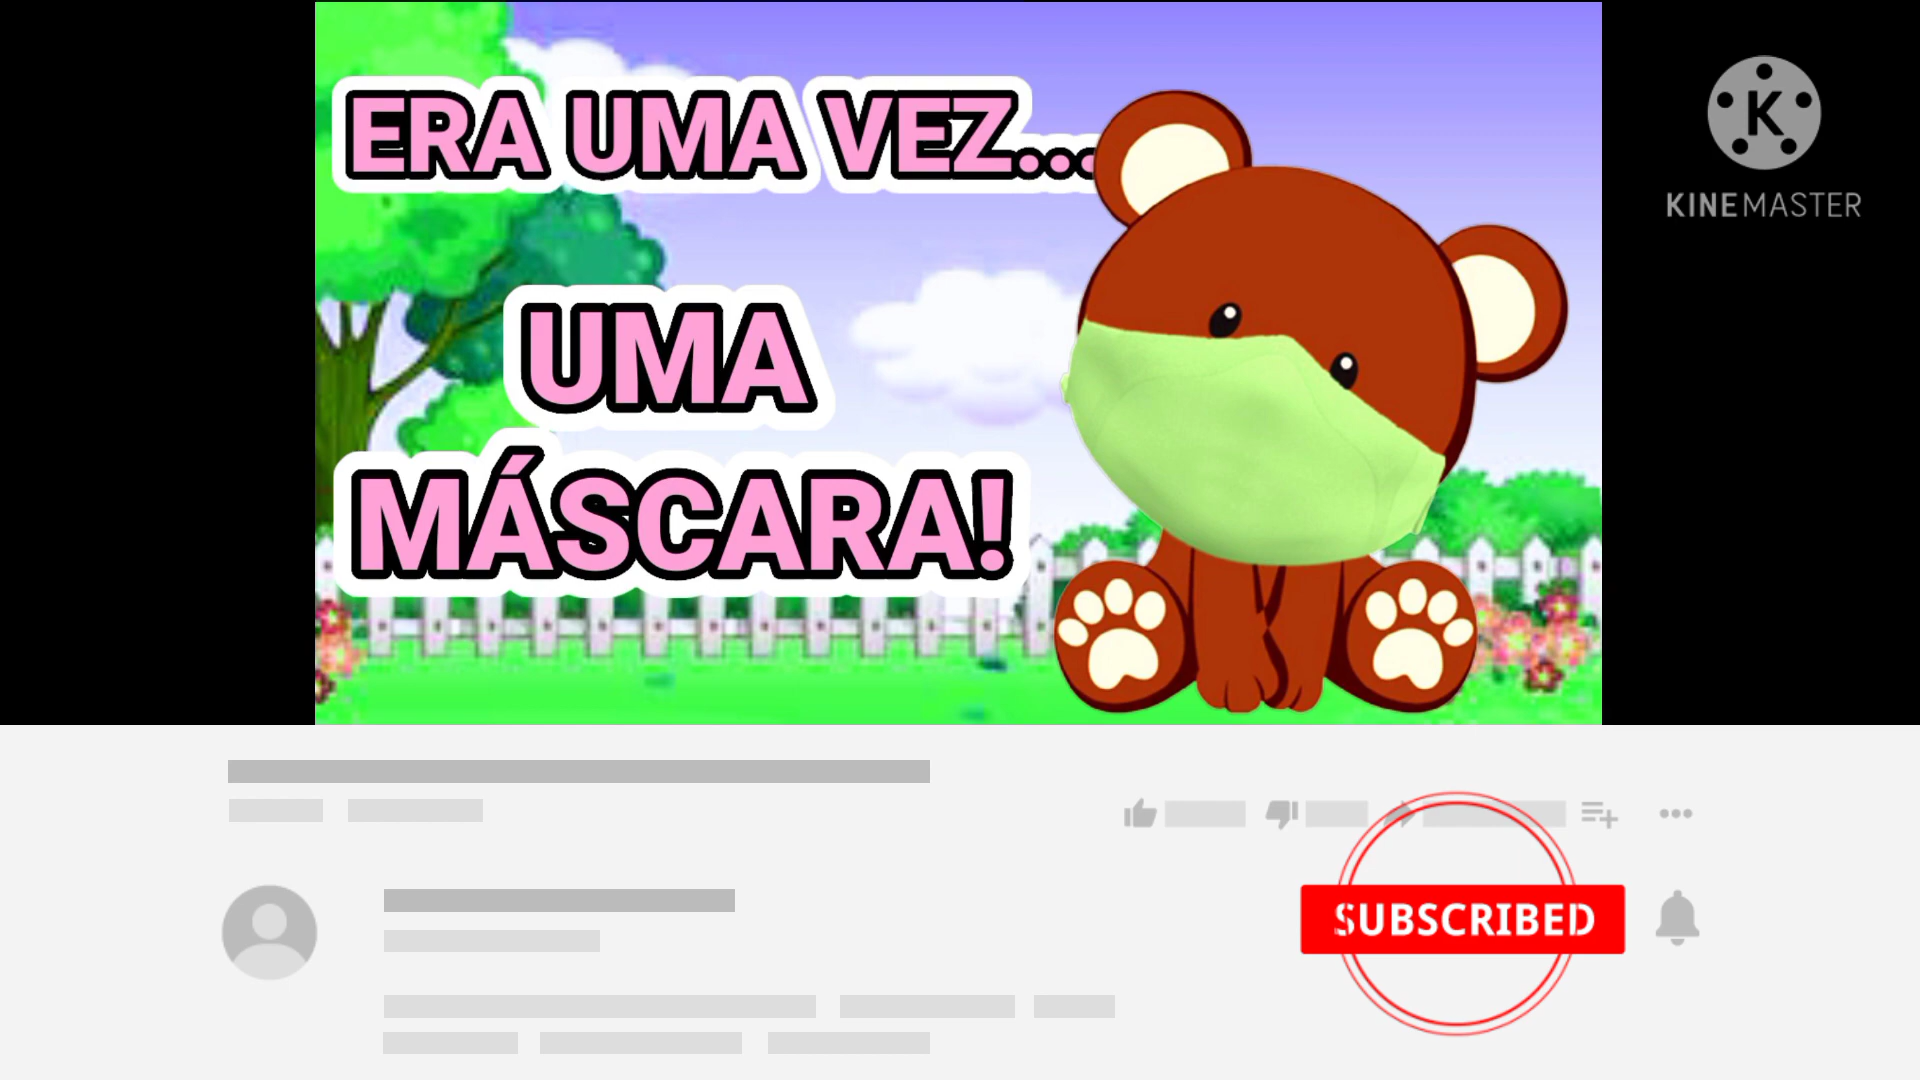 ERA UMA VEZ...
UMA
MÁSCARA!
K
KINEMASTER
SUBSCRIBED